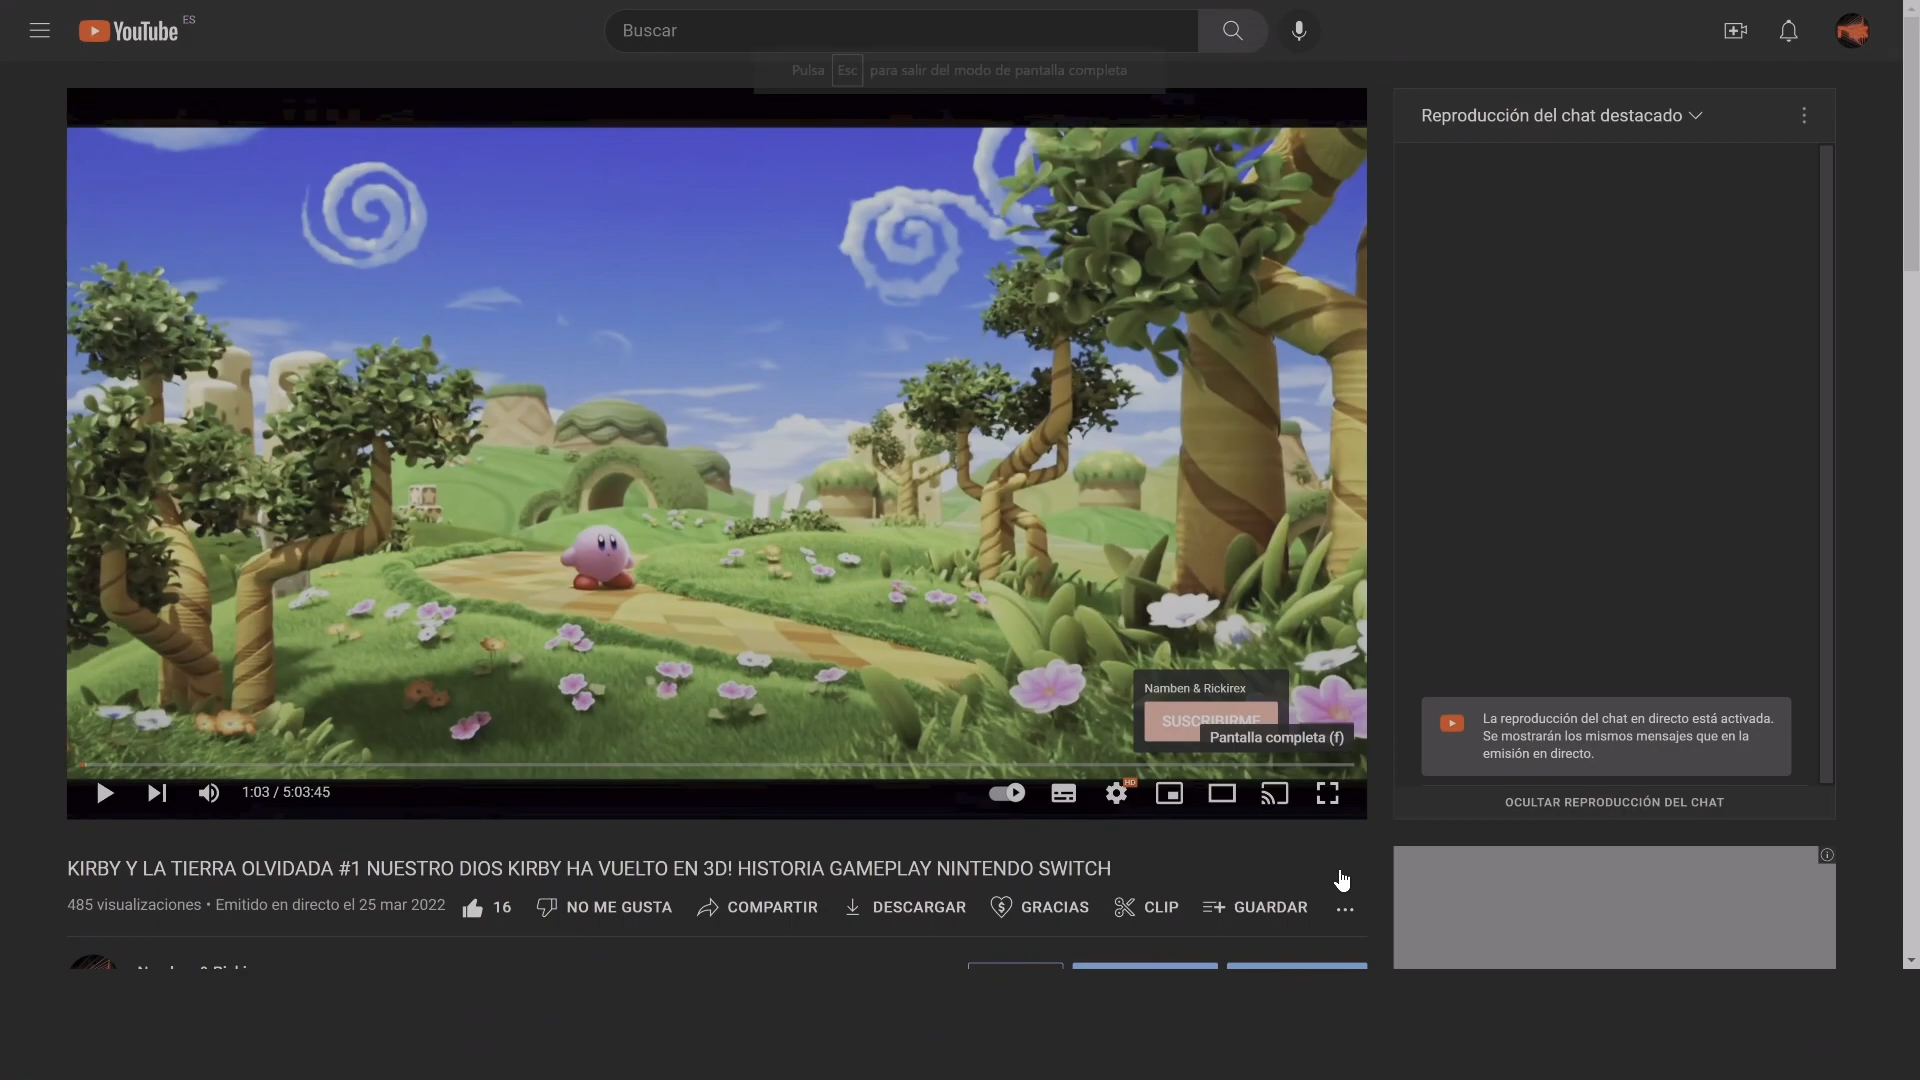 YouTube ES
Buscar
Pulsa Esc para salir del modo de pantalla completa
Reproducción del chat destacado
Namben & Rickirex
SUSCRIBIRME
Pantalla completa (f)
La reproducción del chat en directo está activada.
Se mostrarán los mismos mensajes que en la
emisión en directo.
1:03 / 5:03:45
HD
OCULTAR REPRODUCCIÓN DEL CHAT
KIRBY Y LA TIERRA OLVIDADA #1 NUESTRO DIOS KIRBY HA VUELTO EN 3D! HISTORIA GAMEPLAY NINTENDO SWITCH
485 visualizaciones • Emitido en directo el 25 mar 2022
16
NO ME GUSTA
COMPARTIR
DESCARGAR
GRACIAS
CLIP
GUARDAR